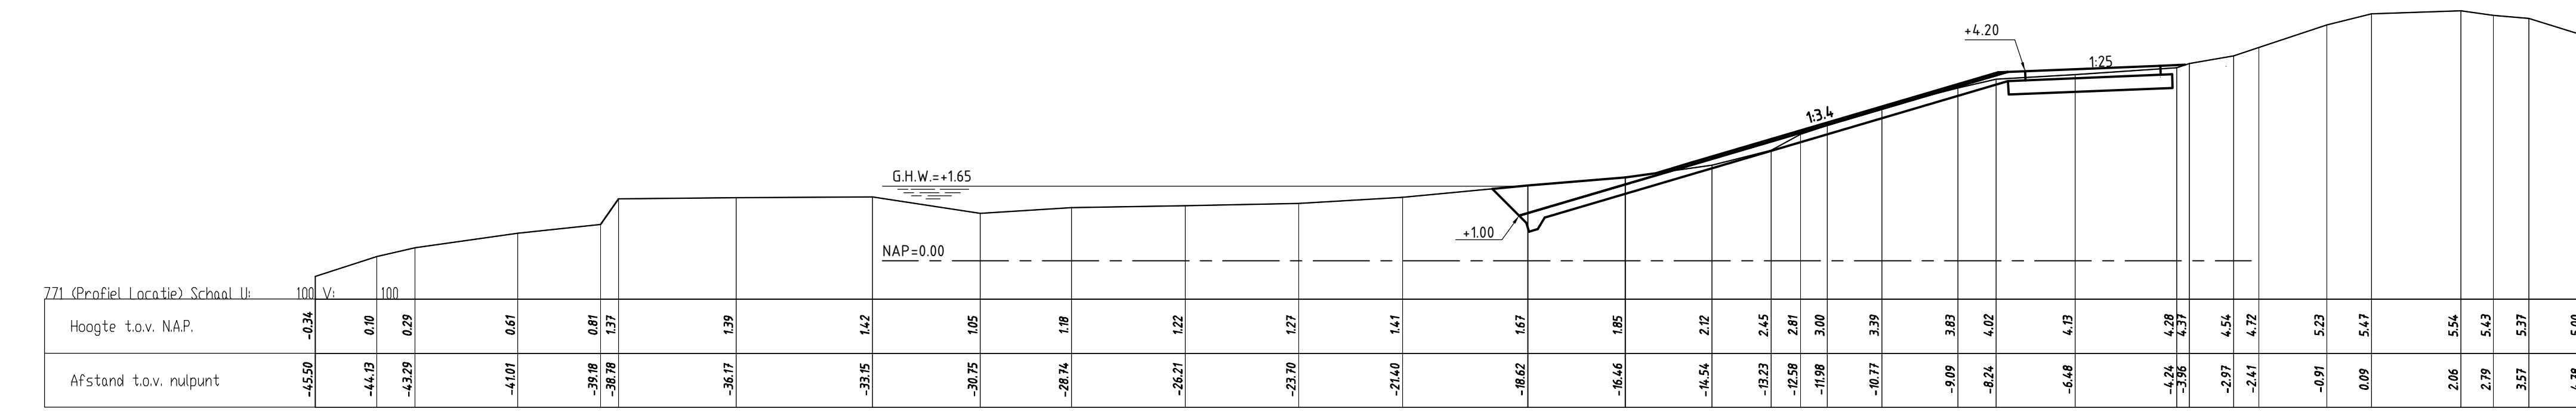 +4.20
1:25
1:3.4
G.H.W.=+1.65
+1.00
NAP=0.00
771 (Profiel Locatie) Schaal U: 100 V: 100
Hoogte t.o.v. N.A.P. -0.34 0.10 0.29 0.61 0.81 1.37 1.39 1.42 1.05 1.18 1.22 1.27 1.41 1.67 1.85 2.12 2.45 2.81 3.00 3.39 3.83 4.02 4.13 4.28 4.37 4.54 4.72 5.23 5.47 5.54 5.43 5.37
Afstand t.o.v. nulpunt -45.50 -44.13 -43.29 -41.01 -39.18 -38.78 -36.17 -33.15 -30.75 -28.74 -26.21 -23.70 -21.40 -18.62 -16.46 -14.54 -13.23 -12.58 -11.98 -10.77 -9.09 -8.24 -6.48 -4.24 -3.96 -2.97 -2.41 -0.91 0.09 2.06 2.79 3.57